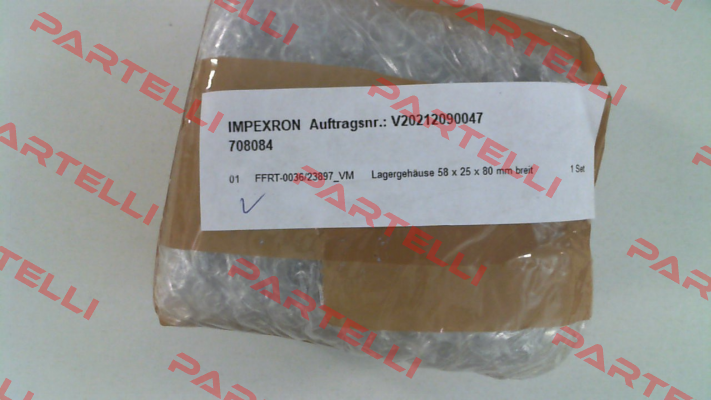 IMPEXRON Auftragsnr.: V20212090047
708084
01 FFRT-0036/23897_VM Lagergehäuse 58 x 25 x 80 mm breit 1 Set
PARTELLI
PARTELLI
PARTELLI
PARTELLI
PARTELLI
PARTELLI
PARTELLI
PARTELLI